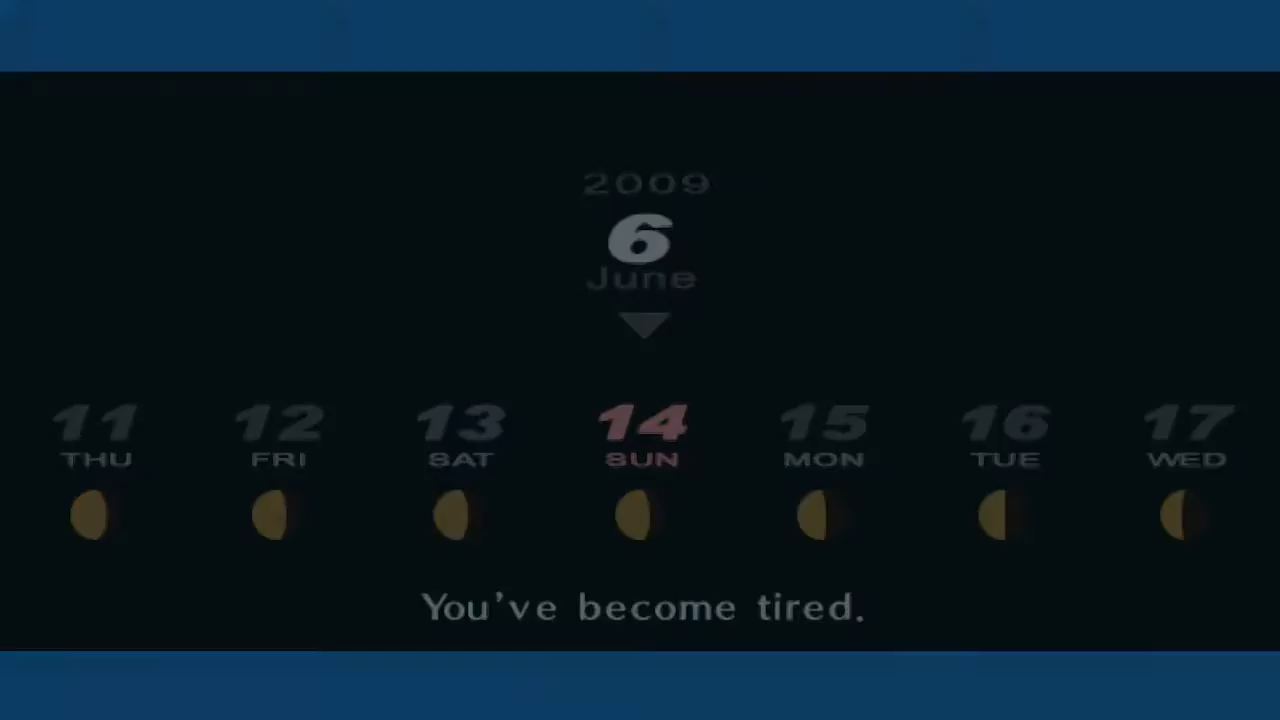 2009
6
June
11 12 13 14 15 16 17
THU FRI SAT SUN MON TUE WED
You've become tired.